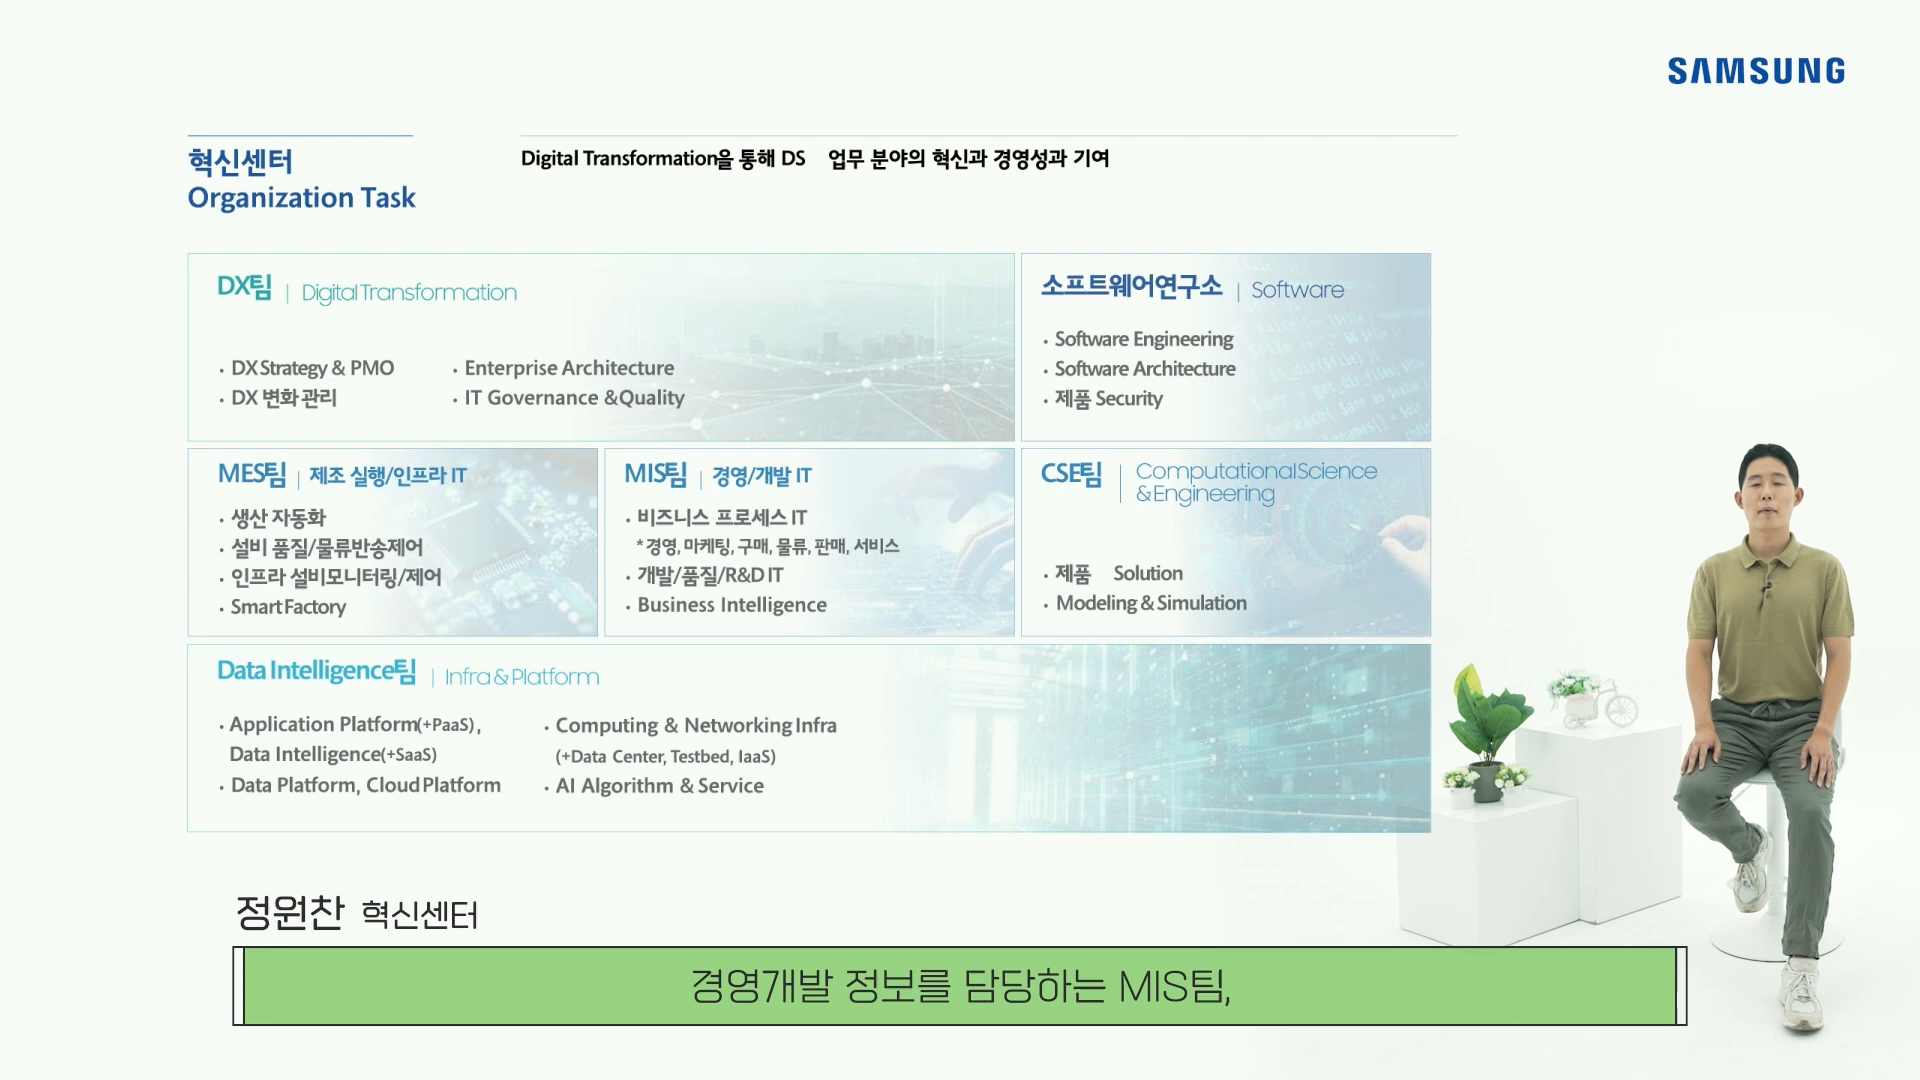 SAMSUNG
혁신센터
Organization Task
Digital Transformation을 통해 DS 업무 분야의 혁신과 경영성과 기여
DX팀 | Digital Transformation
· DX Strategy & PMO
· DX 변화 관리
· Enterprise Architecture
· IT Governance & Quality
소프트웨어연구소 | Software
· Software Engineering
· Software Architecture
· 제품 Security
MES팀 | 제조 실행/인프라 IT
· 생산 자동화
· 설비 품질/물류반송제어
· 인프라 설비모니터링/제어
· Smart Factory
MIS팀 | 경영/개발 IT
· 비즈니스 프로세스 IT
* 경영, 마케팅, 구매, 물류, 판매, 서비스
· 개발/품질/R&D IT
· Business Intelligence
CSE팀 | Computational Science
& Engineering
· 제품 Solution
· Modeling & Simulation
Data Intelligence팀 | Infra & Platform
· Application Platform(+PaaS),
Data Intelligence(+SaaS)
· Data Platform, Cloud Platform
· Computing & Networking Infra
(+Data Center, Testbed, IaaS)
· AI Algorithm & Service
정원찬 혁신센터
경영개발 정보를 담당하는 MIS팀,